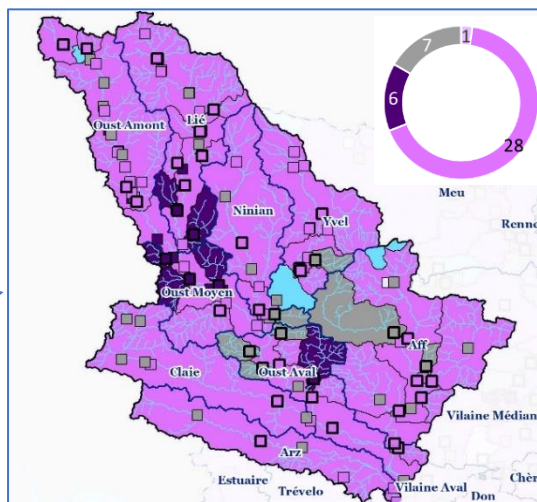 1
7
6
28
Oust Amont
Lié
Meu
Ninian
Yvel
Renne
Oust Moyen
Aff
Claie
Oust Aval
Vilaine Médian
Arz
Estuaire
Vilaine Aval
Chèr
Trévelo
Don